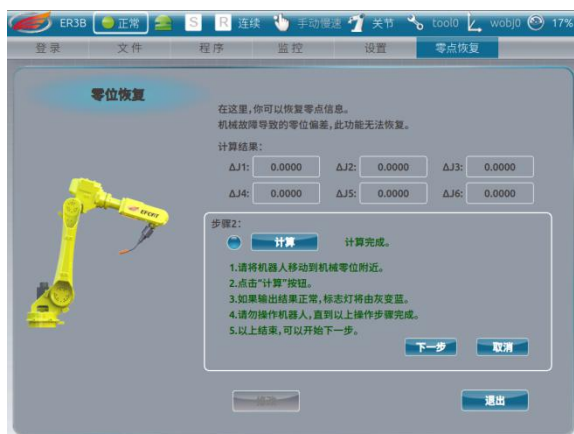 ER3B 正常 S R 连续 手动慢速 关节 tool0 wobj0 17%
登录 文件 程序 监控 设置 零点恢复
零位恢复
在这里,你可以恢复零点信息。
机械故障导致的零位偏差,此功能无法恢复。
计算结果:
ΔJ1: 0.0000 ΔJ2: 0.0000 ΔJ3: 0.0000
ΔJ4: 0.0000 ΔJ5: 0.0000 ΔJ6: 0.0000
EFORT
步骤2:
计算 计算完成。
1.请将机器人移动到机械零位附近。
2.点击“计算”按钮。
3.如果输出结果正常,标志灯将由灰变蓝。
4.请勿操作机器人,直到以上操作步骤完成。
5.以上结束,可以开始下一步。
下一步 取消
退出